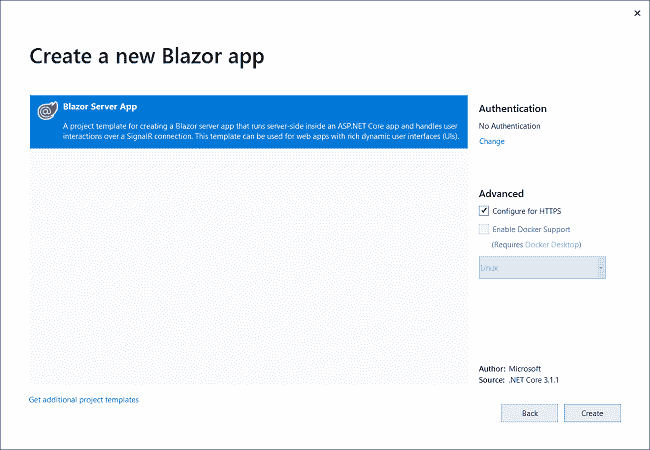 Create a new Blazor app
Blazor Server App
A project template for creating a Blazor server app that runs server-side inside an ASP.NET Core app and handles user
interactions over a SignalR connection. This template can be used for web apps with rich dynamic user interfaces (UIs).
Authentication
No Authentication
Change
Advanced
Configure for HTTPS
Enable Docker Support
(Requires Docker Desktop)
Linux
Author: Microsoft
Source: .NET Core 3.1.1
Get additional project templates
Back
Create